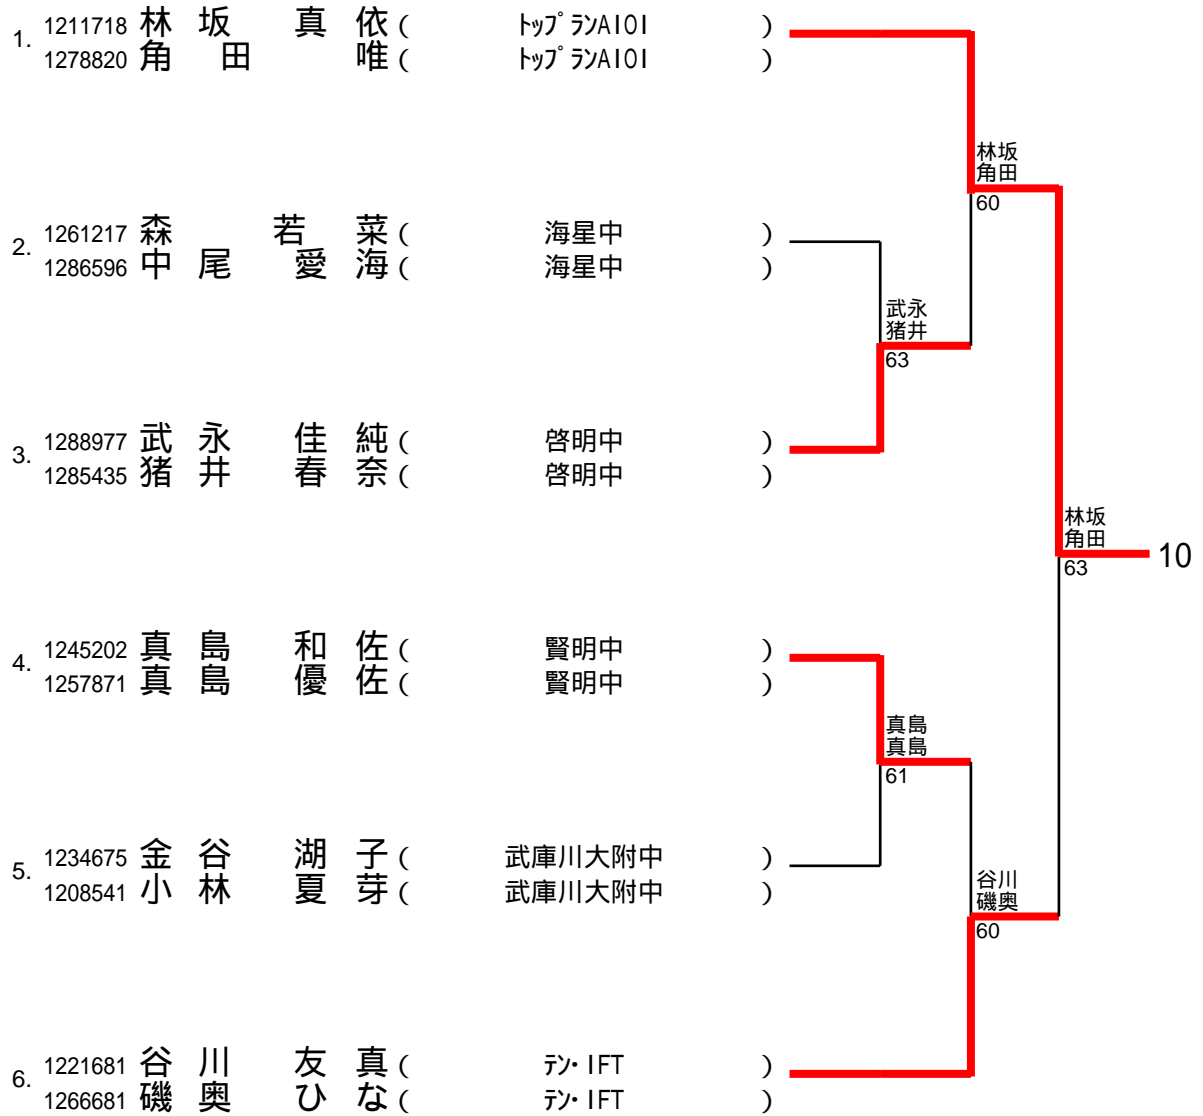 1. 1211718 林 坂 真 依 ( トップランAIOI )
1278820 角 田 唯 ( トップランAIOI )
林坂
角田
60
2. 1261217 森 若 菜 ( 海星中 )
1286596 中 尾 愛 海 ( 海星中 )
武永
猪井
63
3. 1288977 武 永 佳 純 ( 啓明中 )
1285435 猪 井 春 奈 ( 啓明中 )
林坂
角田
63
10
4. 1245202 真 島 和 佐 ( 賢明中 )
1257871 真 島 優 佐 ( 賢明中 )
真島
真島
61
5. 1234675 金 谷 湖 子 ( 武庫川大附中 )
1208541 小 林 夏 芽 ( 武庫川大附中 )
谷川
磯奥
60
6. 1221681 谷 川 友 真 ( テン・IFT )
1266681 磯 奥 ひ な ( テン・IFT )